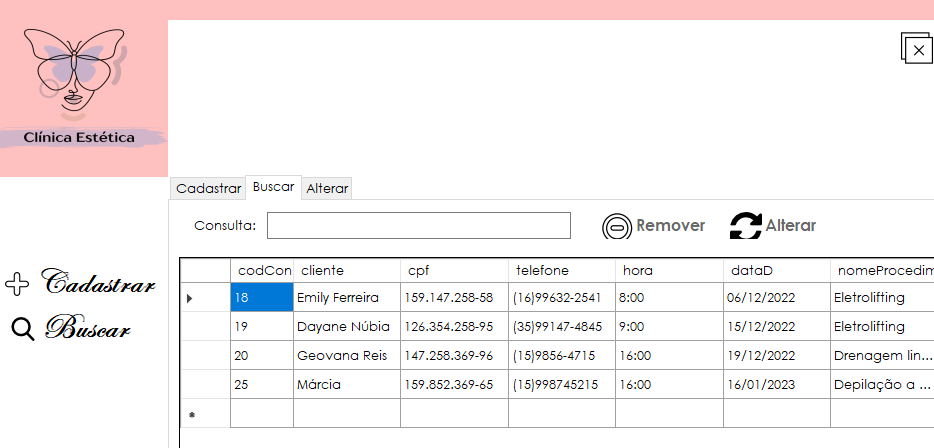 Clínica Estética
Cadastrar Buscar Alterar
Consulta: Remover Alterar
Cadastrar
Buscar
codCon cliente cpf telefone hora dataD nomeProcedim
18 Emily Ferreira 159.147.258-58 (16)99632-2541 8:00 06/12/2022 Eletrolifting
19 Dayane Núbia 126.354.258-95 (35)99147-4845 9:00 15/12/2022 Eletrolifting
20 Geovana Reis 147.258.369-96 (15)9856-4715 16:00 19/12/2022 Drenagem lin...
25 Márcia 159.852.369-65 (15)998745215 16:00 16/01/2023 Depilação a ...